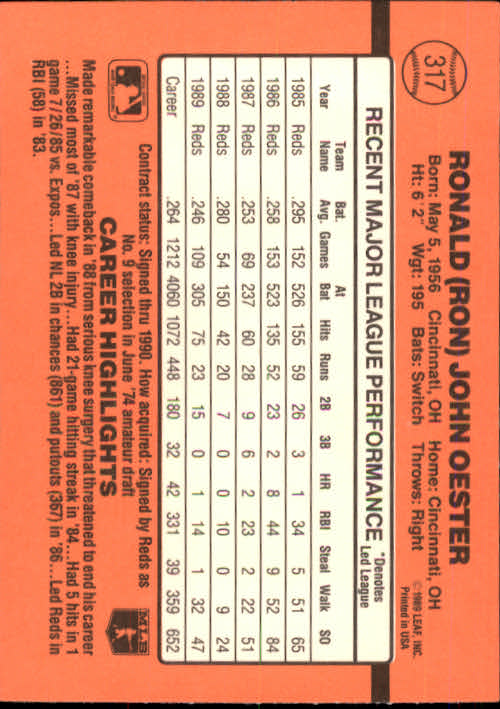 317
RONALD (RON) JOHN OESTER
Born: May 5, 1956 Cincinnati, OH Home: Cincinnati, OH
Ht: 6' 2" Wgt: 195 Bats: Switch Throws: Right
©1989 LEAF, INC.
Printed in USA
RECENT MAJOR LEAGUE PERFORMANCE *Denotes Led League
Year Team Name Bat. Avg. Games At Bat Hits Runs 2B 3B HR RBI Steal Walk SO
1985 Reds .295 152 526 155 59 26 3 1 34 5 51 65
1986 Reds .258 153 523 135 52 23 2 8 44 9 52 84
1987 Reds .253 69 237 60 28 9 6 2 23 2 22 51
1988 Reds .280 54 150 42 20 7 0 0 10 0 9 24
1989 Reds .246 109 305 75 23 15 0 1 14 1 32 47
Career .264 1212 4060 1072 448 180 32 42 331 39 359 652
Contract status: Signed thru 1990. How acquired: Signed by Reds as
No. 9 selection in June '74 amateur draft
MLB
CAREER HIGHLIGHTS
Made remarkable comeback in '88 from serious knee surgery that threatened to end his career
...Missed most of '87 with knee injury...Had 21-game hitting streak in '84...Had 5 hits in 1
game 7/26/85 vs. Expos...Led NL 2B in chances (861) and putouts (367) in '86...Led Reds in
RBI (58) in '83.